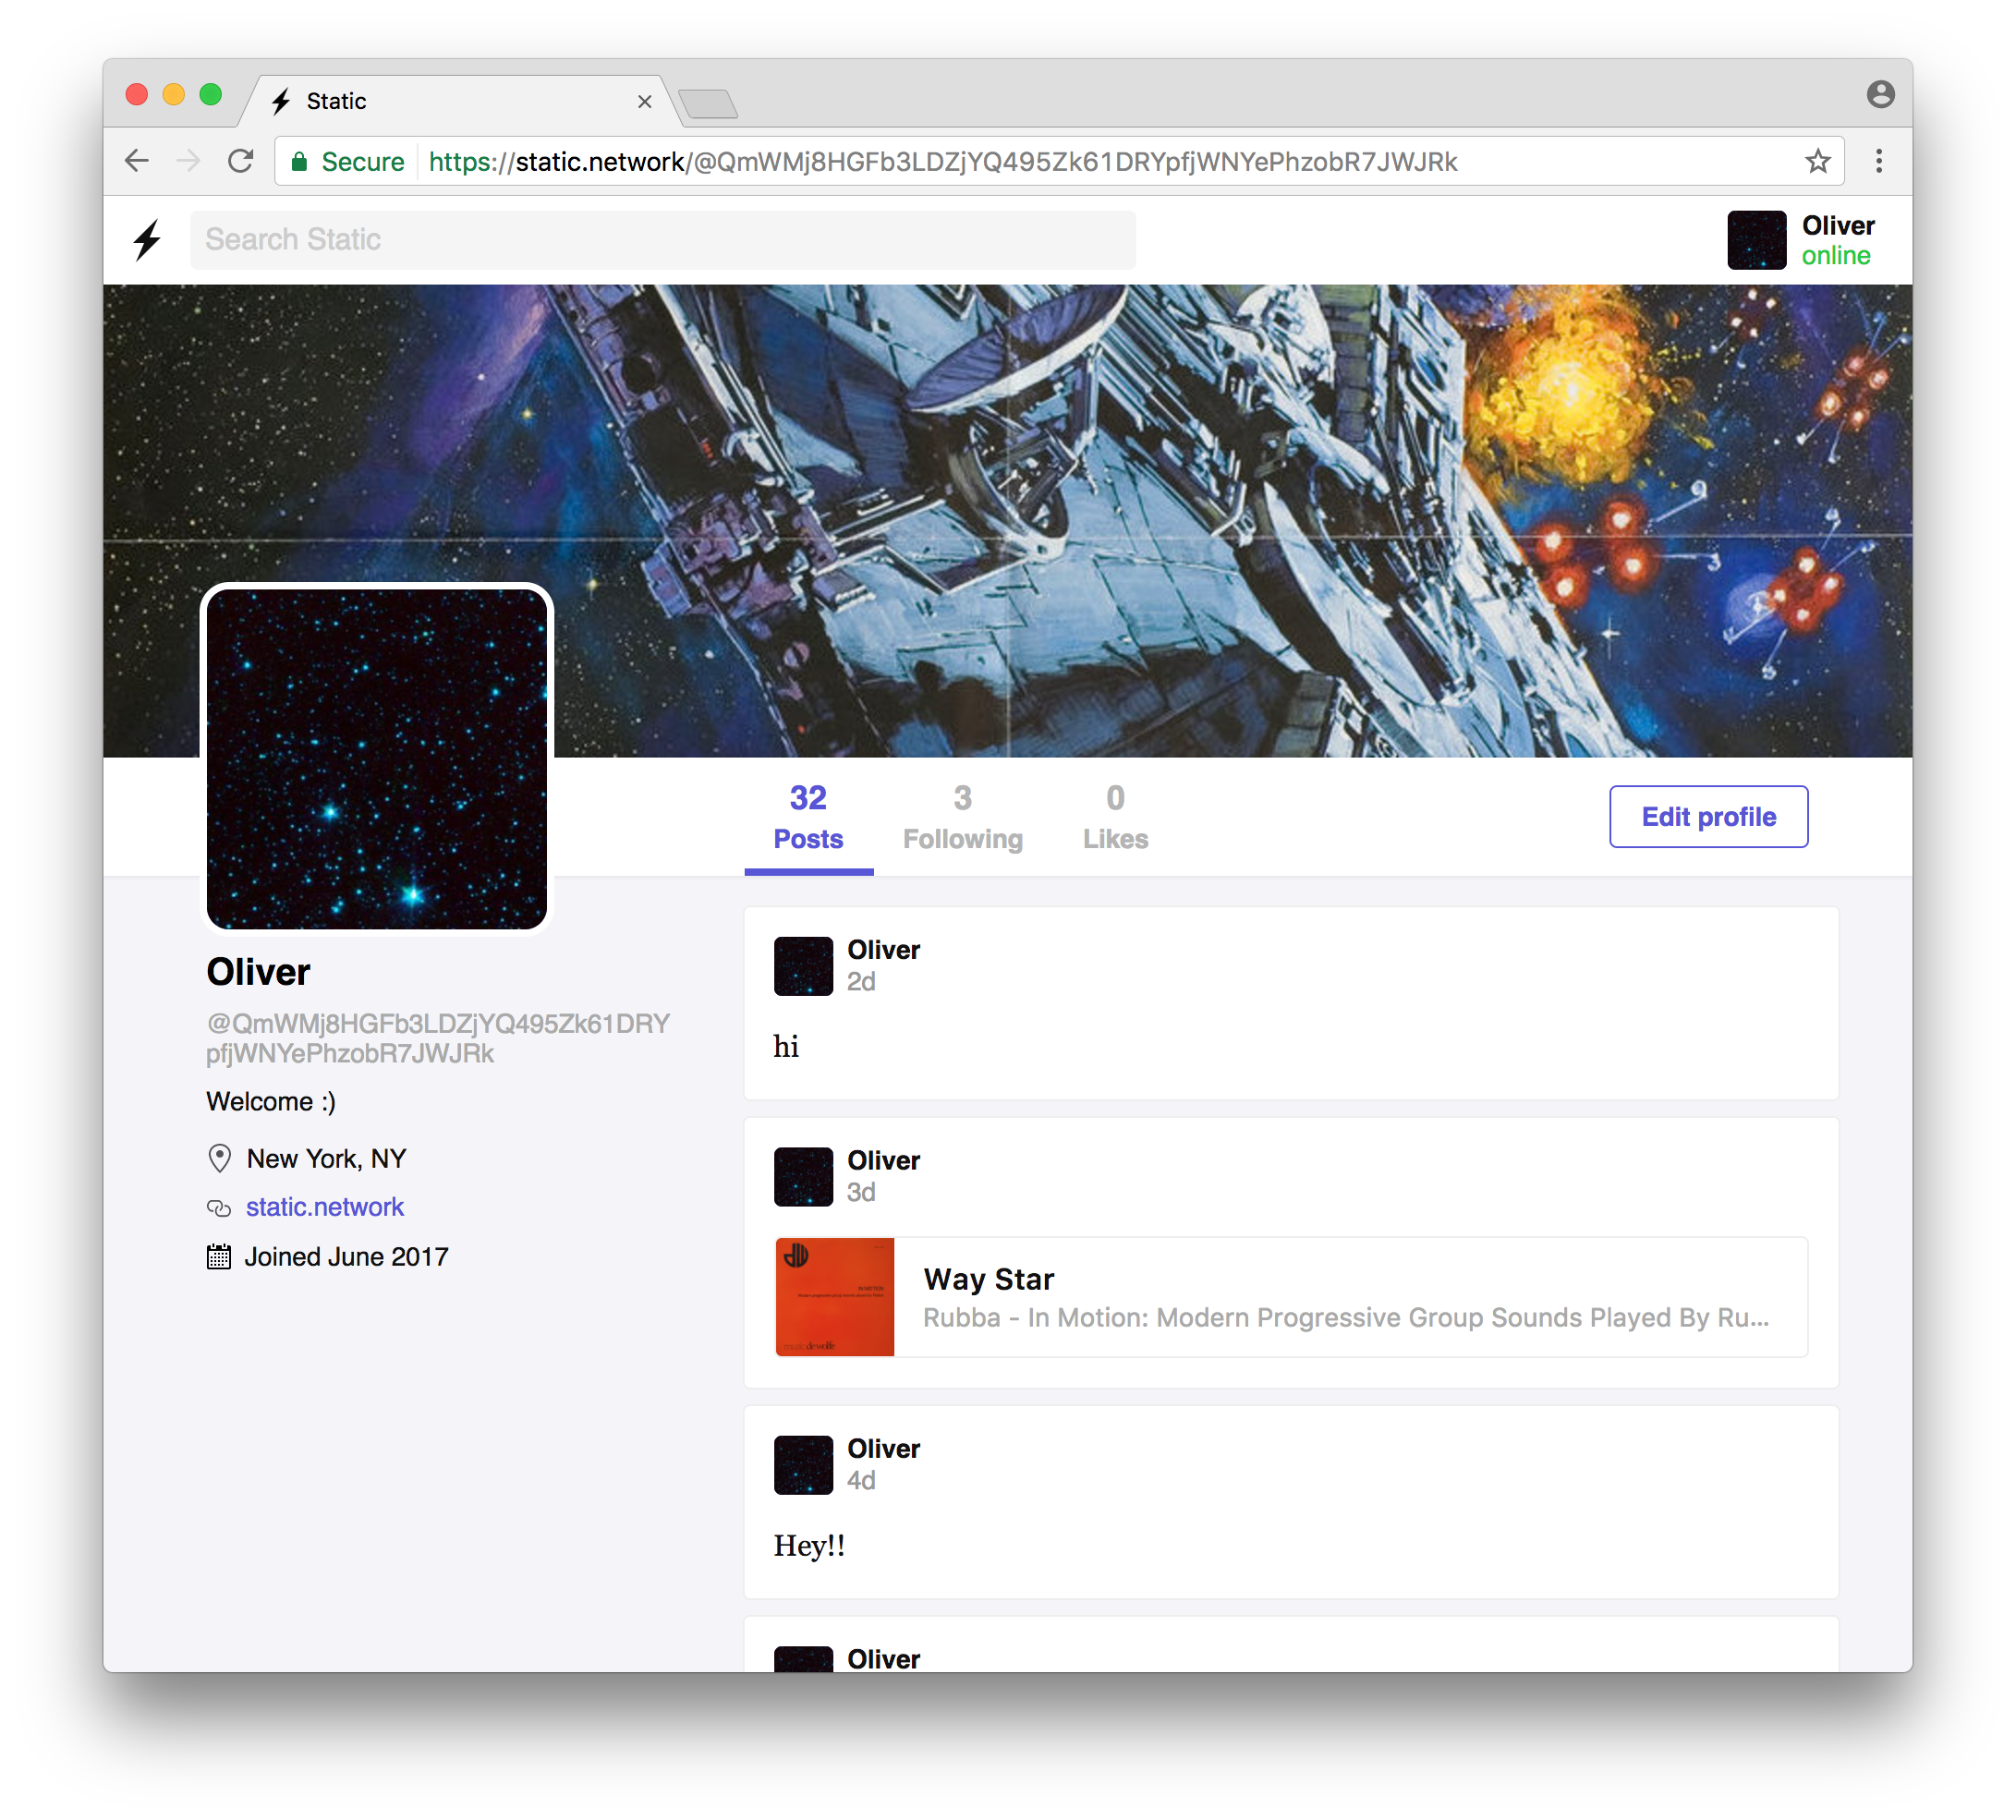 Static
Secure https://static.network/@QmWMj8HGFb3LDZjYQ495Zk61DRYpfjWNYePhzobR7JWJRk
Search Static
Oliver
online
32
Posts
3
Following
0
Likes
Edit profile
Oliver
@QmWMj8HGFb3LDZjYQ495Zk61DRY
pfjWNYePhzobR7JWJRk
Welcome :)
New York, NY
static.network
Joined June 2017
Oliver
2d
hi
Oliver
3d
Way Star
Rubba - In Motion: Modern Progressive Group Sounds Played By Ru...
Oliver
4d
Hey!!
Oliver